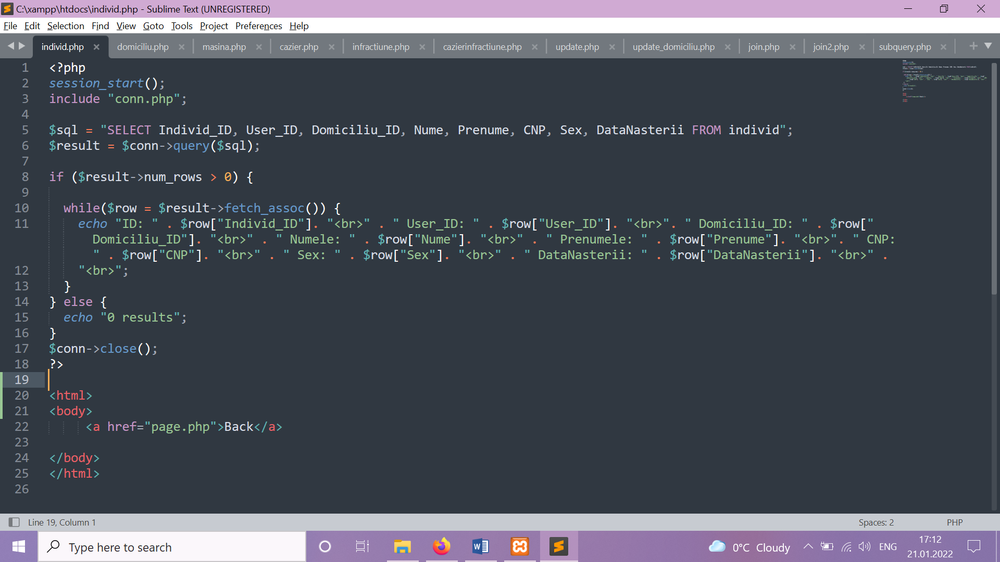 C:\xampp\htdocs\individ.php - Sublime Text (UNREGISTERED)
File Edit Selection Find View Goto Tools Project Preferences Help
individ.php domiciliu.php masina.php cazier.php infractiune.php cazierinfractiune.php update.php update_domiciliu.php join.php join2.php subquery.php
1 <?php
2 session_start();
3 include "conn.php";
4
5 $sql = "SELECT Individ_ID, User_ID, Domiciliu_ID, Nume, Prenume, CNP, Sex, DataNasterii FROM individ";
6 $result = $conn->query($sql);
7
8 if ($result->num_rows > 0) {
9
10 while($row = $result->fetch_assoc()) {
11 echo "ID: " . $row["Individ_ID"]. "<br>" . " User_ID: " . $row["User_ID"]. "<br>". " Domiciliu_ID: " . $row["
Domiciliu_ID"]. "<br>" . " Numele: " . $row["Nume"]. "<br>" . " Prenumele: " . $row["Prenume"]. "<br>". " CNP:
" . $row["CNP"]. "<br>" . " Sex: " . $row["Sex"]. "<br>" . " DataNasterii: " . $row["DataNasterii"]. "<br>" .
12 "<br>";
13 }
14 } else {
15 echo "0 results";
16 }
17 $conn->close();
18 ?>
19
20 <html>
21 <body>
22 <a href="page.php">Back</a>
23
24 </body>
25 </html>
26
Line 19, Column 1 Spaces: 2 PHP
Type here to search 0°C Cloudy ENG 17:12
21.01.2022